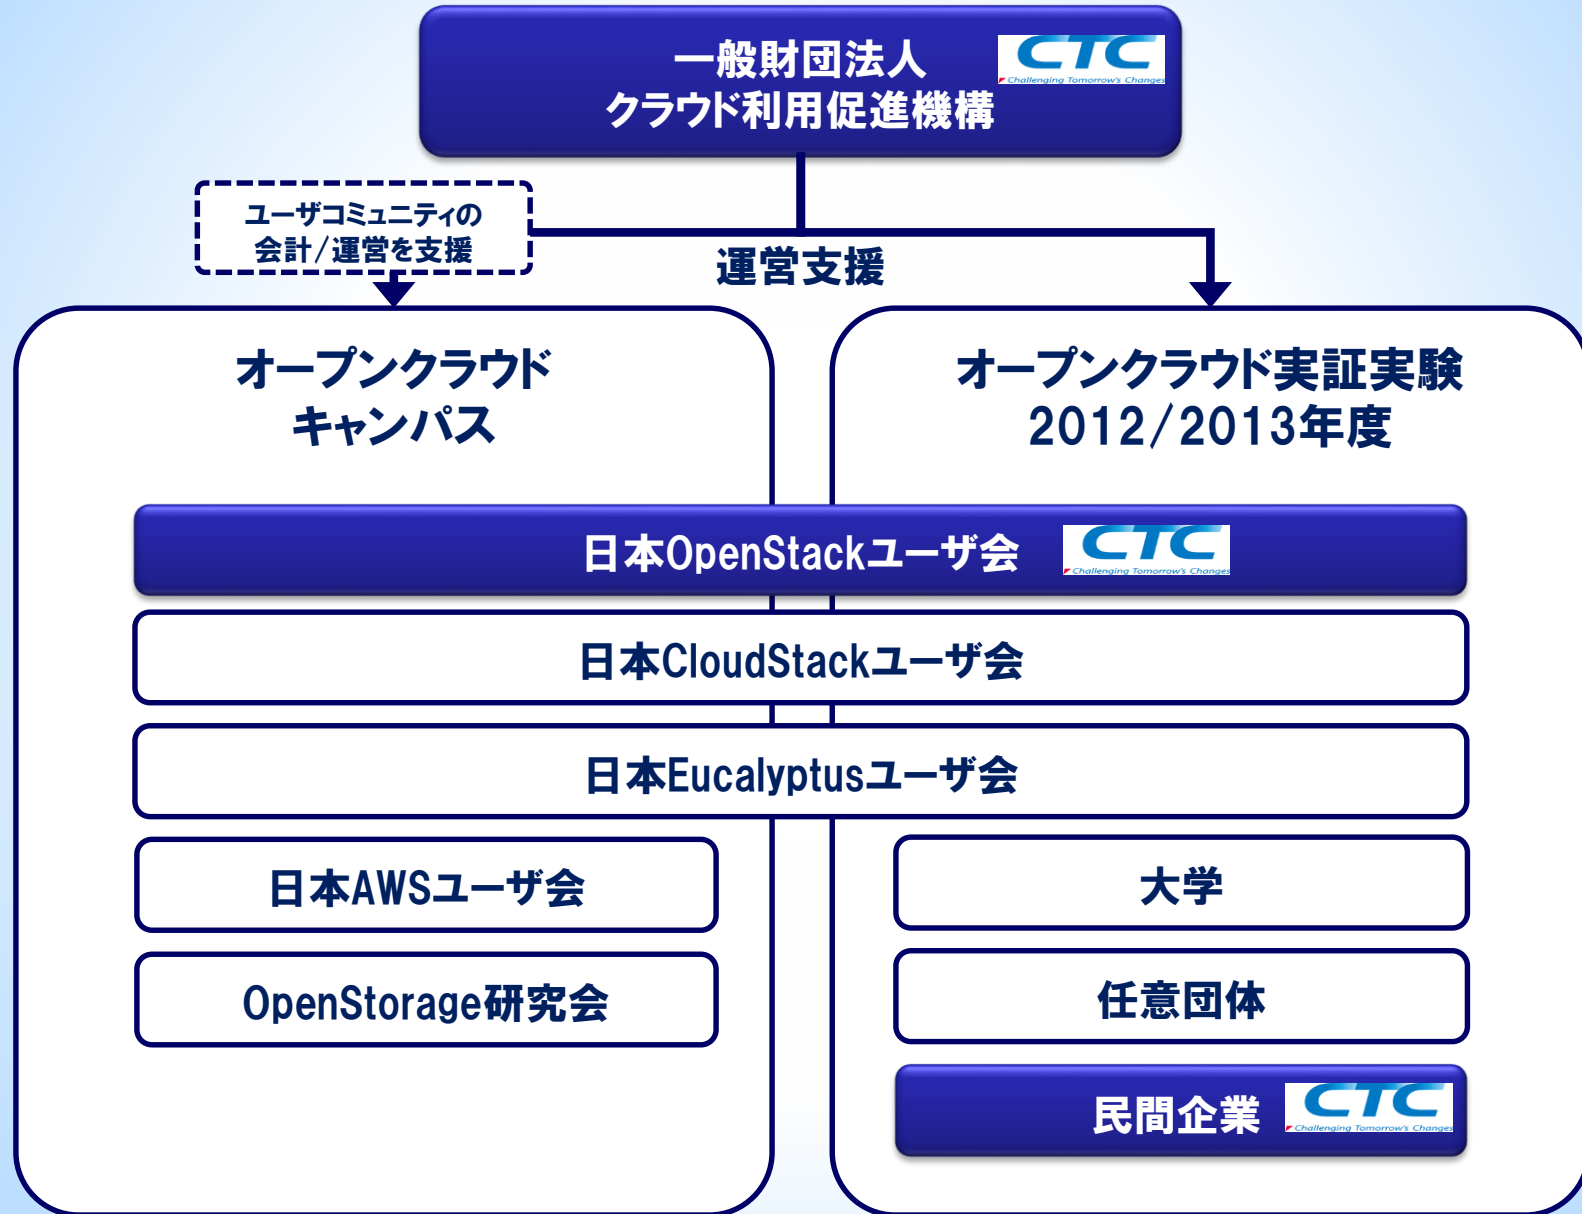 一般財団法人
クラウド利用促進機構
CTC
Challenging Tomorrow's Changes
ユーザコミュニティの
会計/運営を支援
運営支援
オープンクラウド
キャンパス
オープンクラウド実証実験
2012/2013年度
日本OpenStackユーザ会
CTC
Challenging Tomorrow's Changes
日本CloudStackユーザ会
日本Eucalyptusユーザ会
日本AWSユーザ会
大学
OpenStorage研究会
任意団体
民間企業
CTC
Challenging Tomorrow's Changes